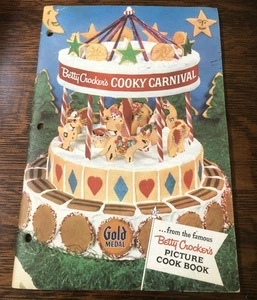 Betty Crocker's COOKY CARNIVAL
Gold
MEDAL
...from the famous
Betty Crocker's
PICTURE
COOK BOOK